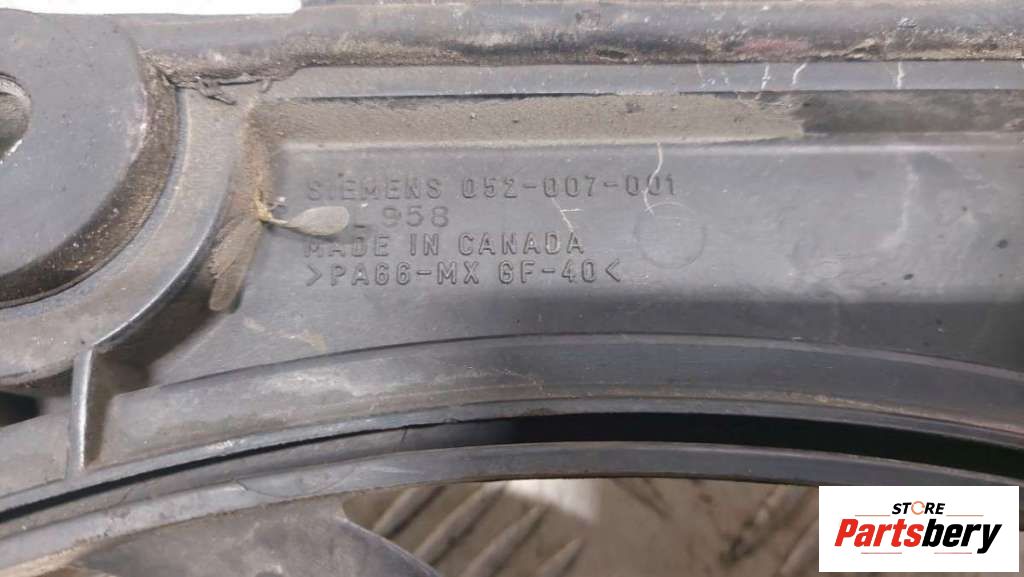 SIEMENS 052-007-001
L958
MADE IN CANADA
>PA66-MX GF-40<
STORE
Partsbery